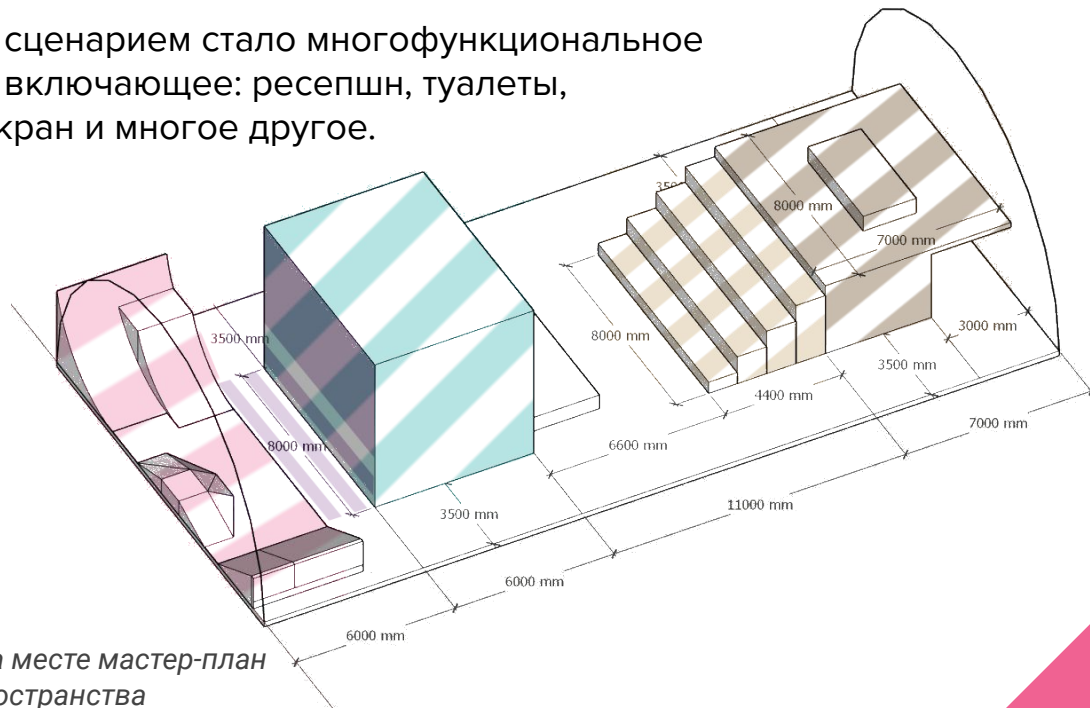 сценарием стало многофункциональное
включающее: ресепшн, туалеты,
кран и многое другое.
8000 mm
7000 mm
3500 mm
8000 mm
3000 mm
3500 mm
4400 mm
7000 mm
8000 mm
6600 mm
3500 mm
11000 mm
6000 mm
6000 mm
месте мастер-план
остранства